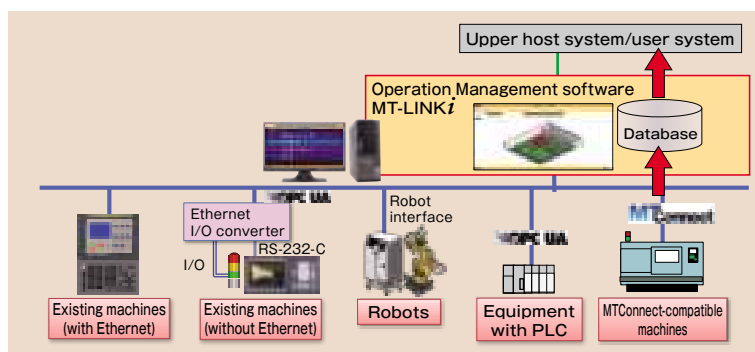 Upper host system/user system
Operation Management software
MT-LINKi
Database
OPC UA
Robot
interface
Ethernet
I/O converter
RS-232-C
I/O
OPC UA
MTConnect
Existing machines
(with Ethernet)
Existing machines
(without Ethernet)
Robots
Equipment
with PLC
MTConnect-compatible
machines